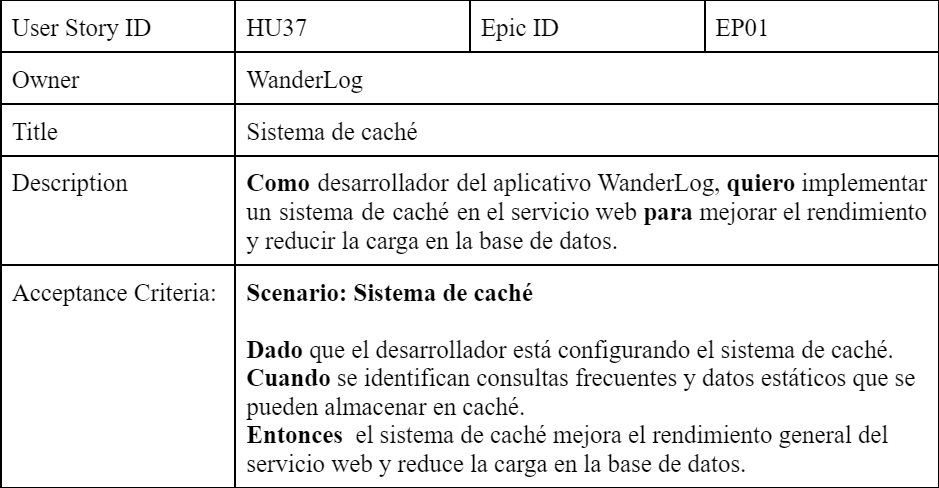 User Story ID HU37 Epic ID EP01
Owner WanderLog
Title Sistema de caché
Description Como desarrollador del aplicativo WanderLog, quiero implementar
un sistema de caché en el servicio web para mejorar el rendimiento
y reducir la carga en la base de datos.
Acceptance Criteria: Scenario: Sistema de caché
Dado que el desarrollador está configurando el sistema de caché.
Cuando se identifican consultas frecuentes y datos estáticos que se
pueden almacenar en caché.
Entonces el sistema de caché mejora el rendimiento general del
servicio web y reduce la carga en la base de datos.